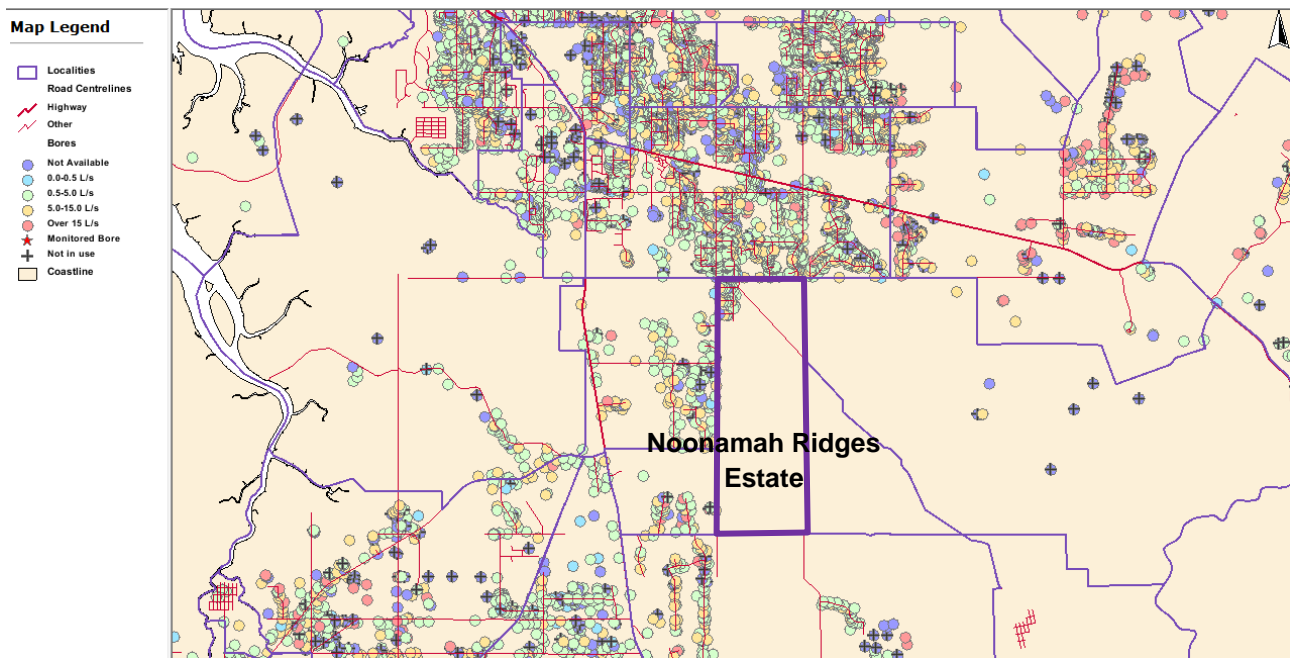 Map Legend
Localities
Road Centrelines
Highway
Other
Bores
Not Available
0.0-0.5 L/s
0.5-5.0 L/s
5.0-15.0 L/s
Over 15 L/s
Monitored Bore
Not in use
Coastline
Noonamah Ridges
Estate